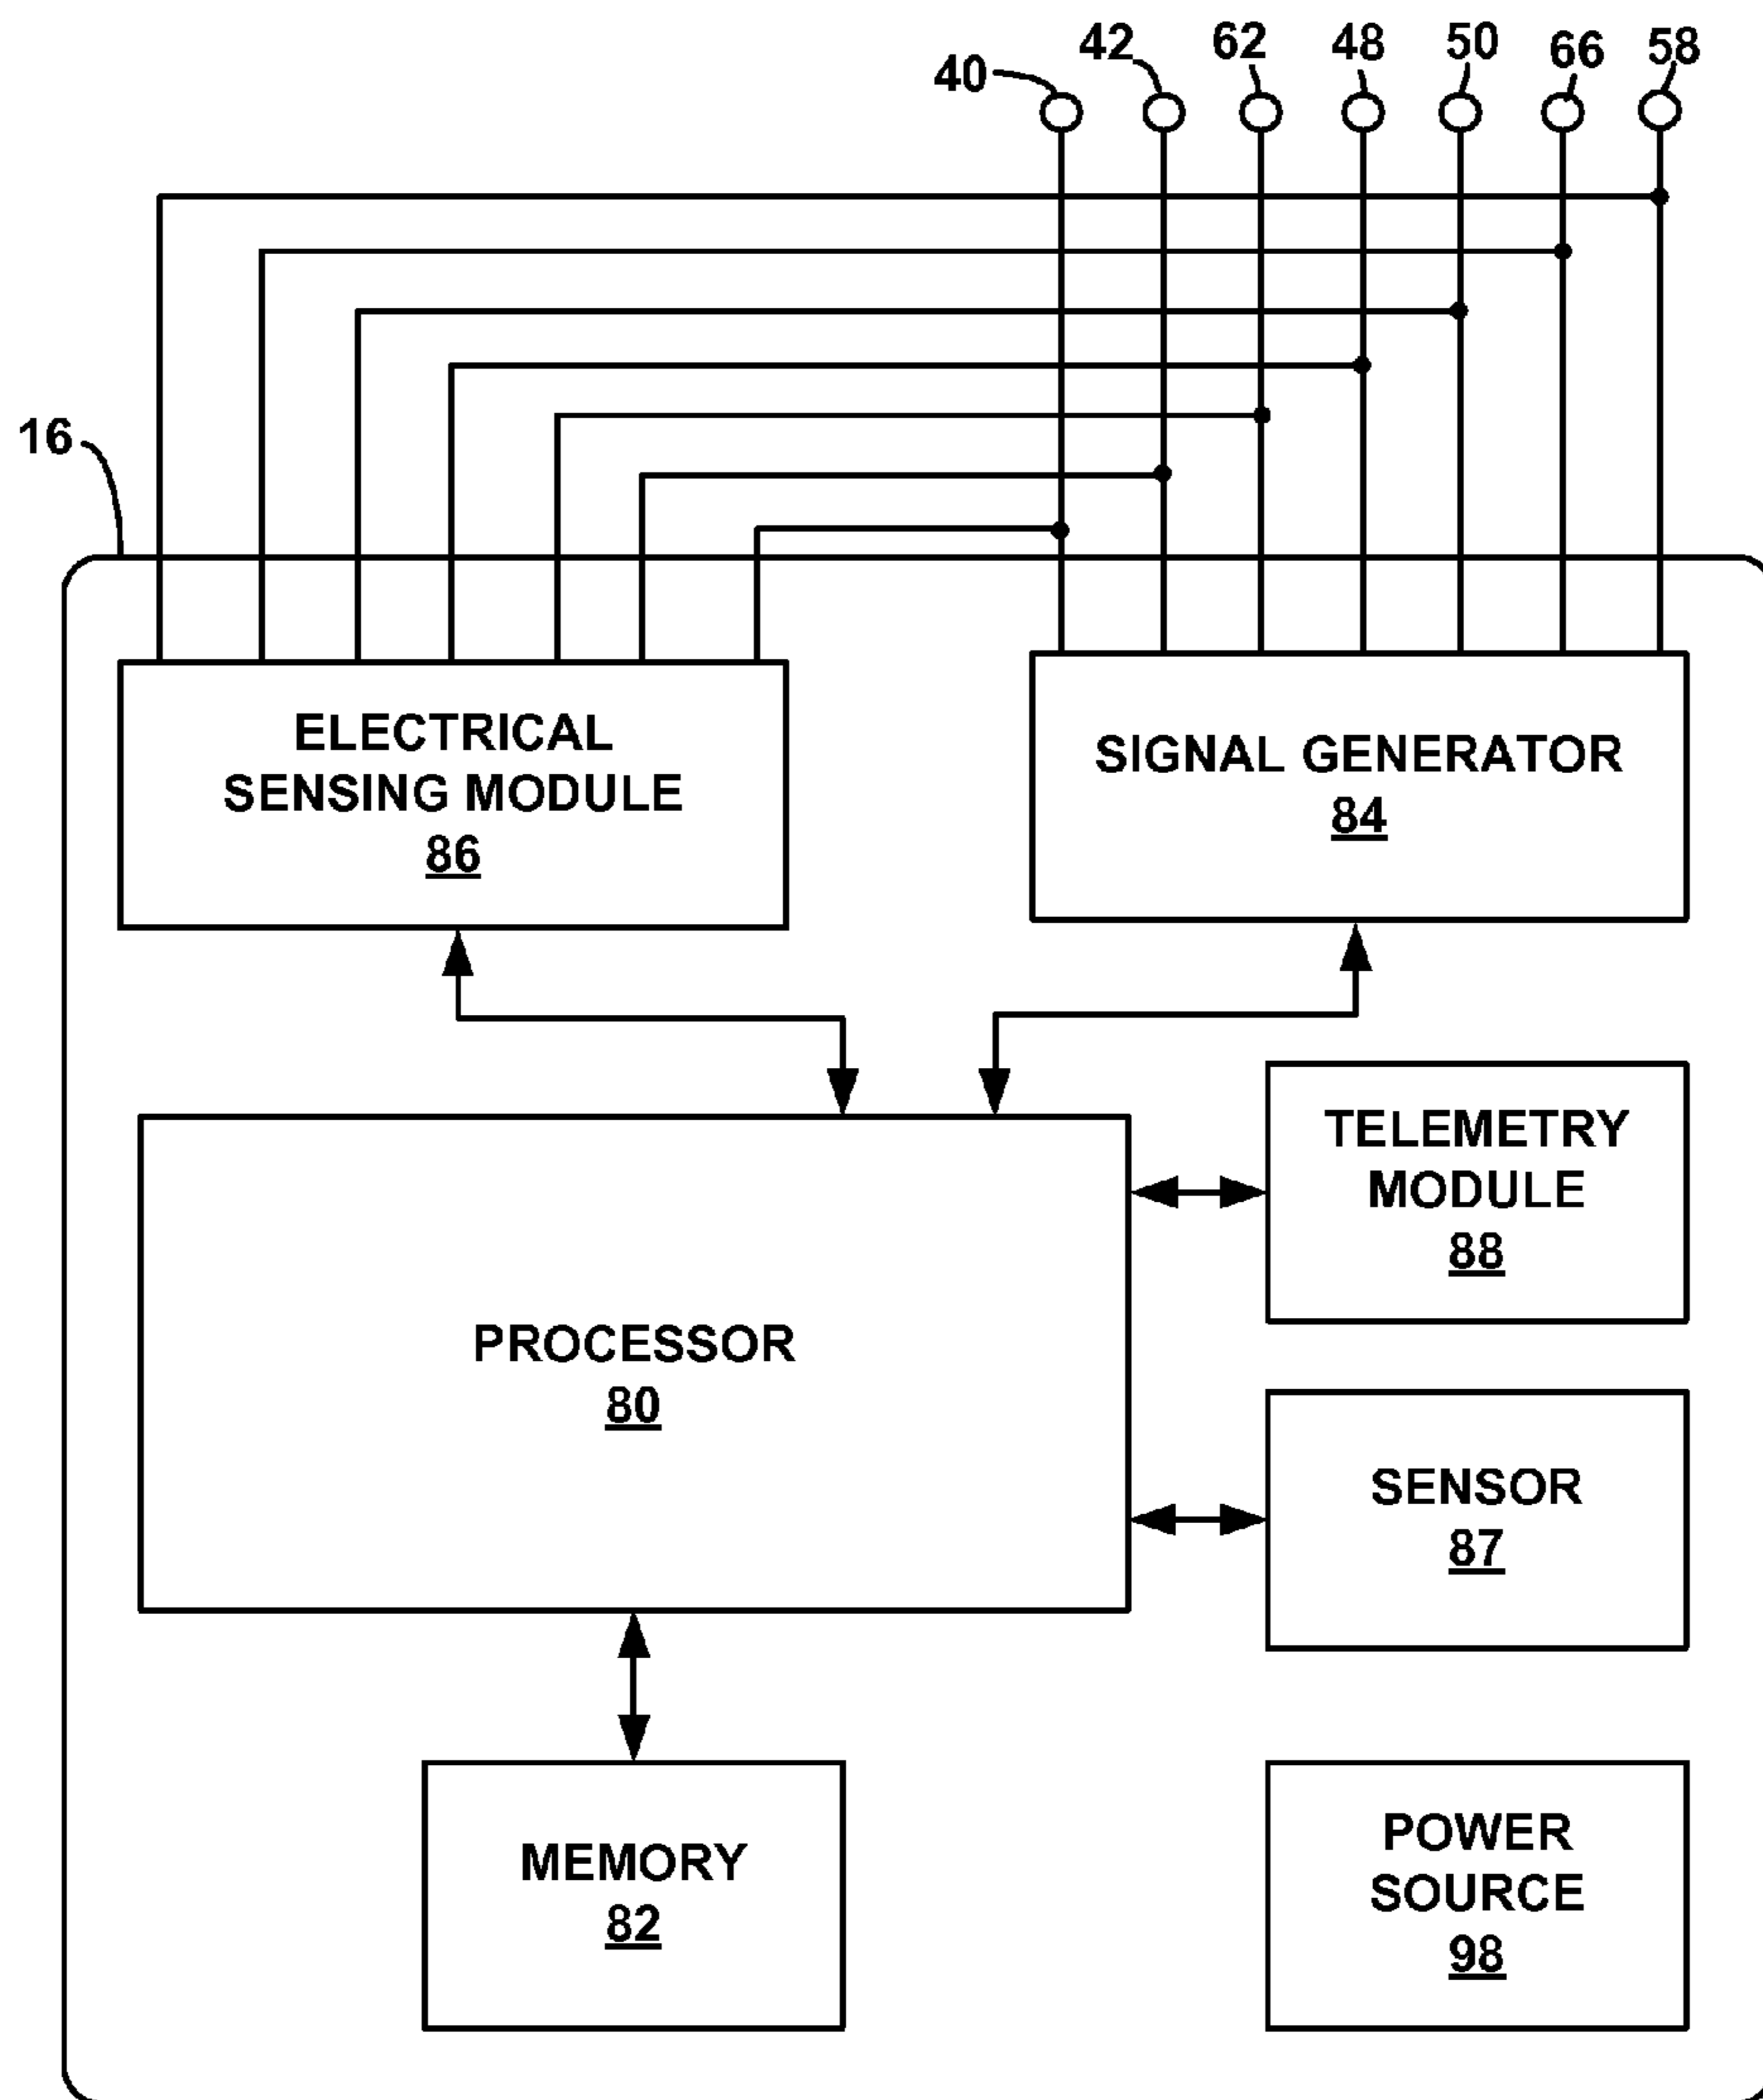 40 42 62 48 50 66 58
16
ELECTRICAL
SENSING MODULE
86
SIGNAL GENERATOR
84
TELEMETRY
MODULE
88
PROCESSOR
80
SENSOR
87
MEMORY
82
POWER
SOURCE
98